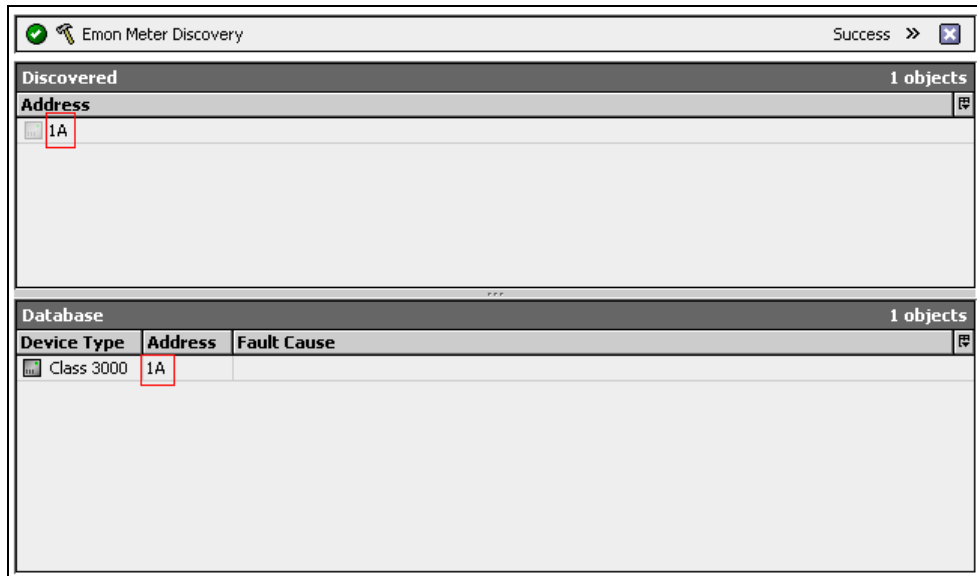 Emon Meter Discovery Success »
Discovered 1 objects
Address
1A
Database 1 objects
Device Type Address Fault Cause
Class 3000 1A